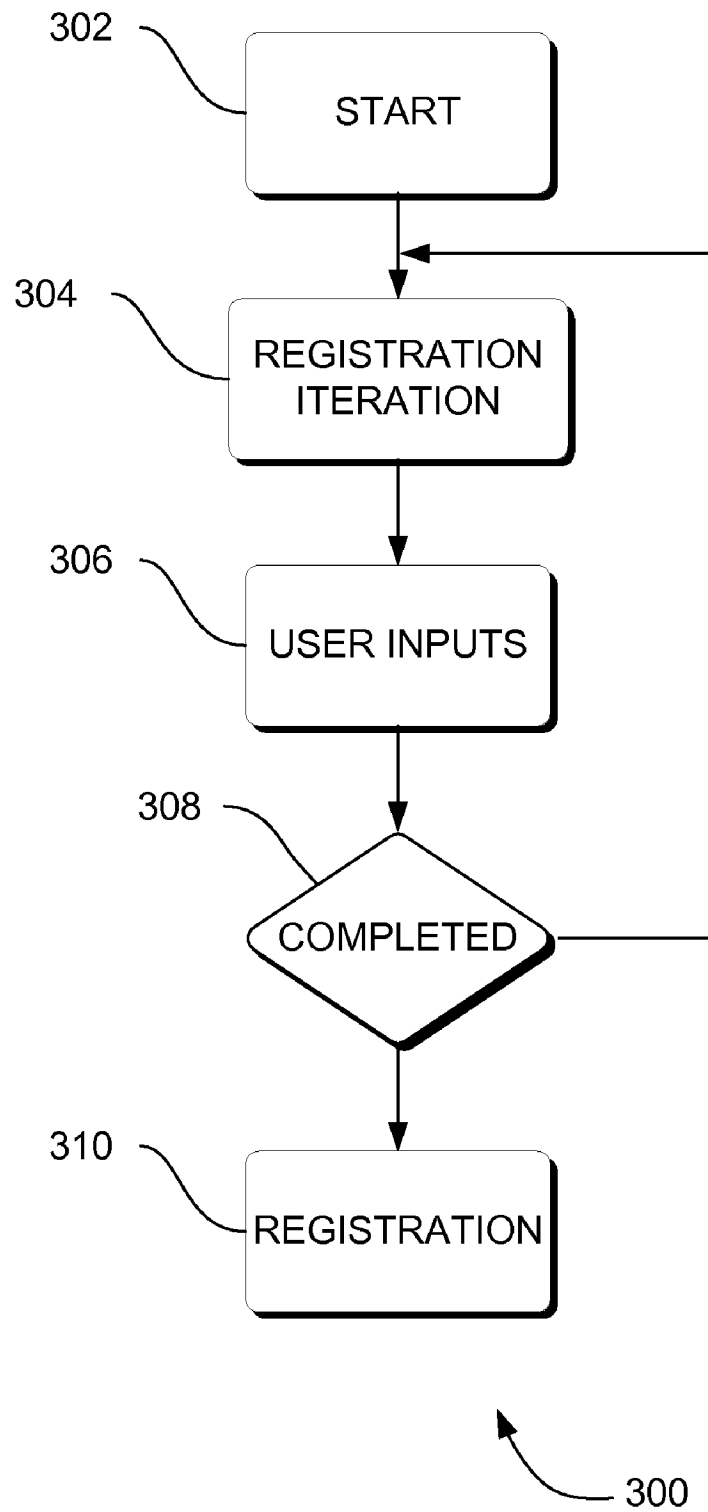 302
START
304
REGISTRATION
ITERATION
306
USER INPUTS
308
COMPLETED
310
REGISTRATION
300